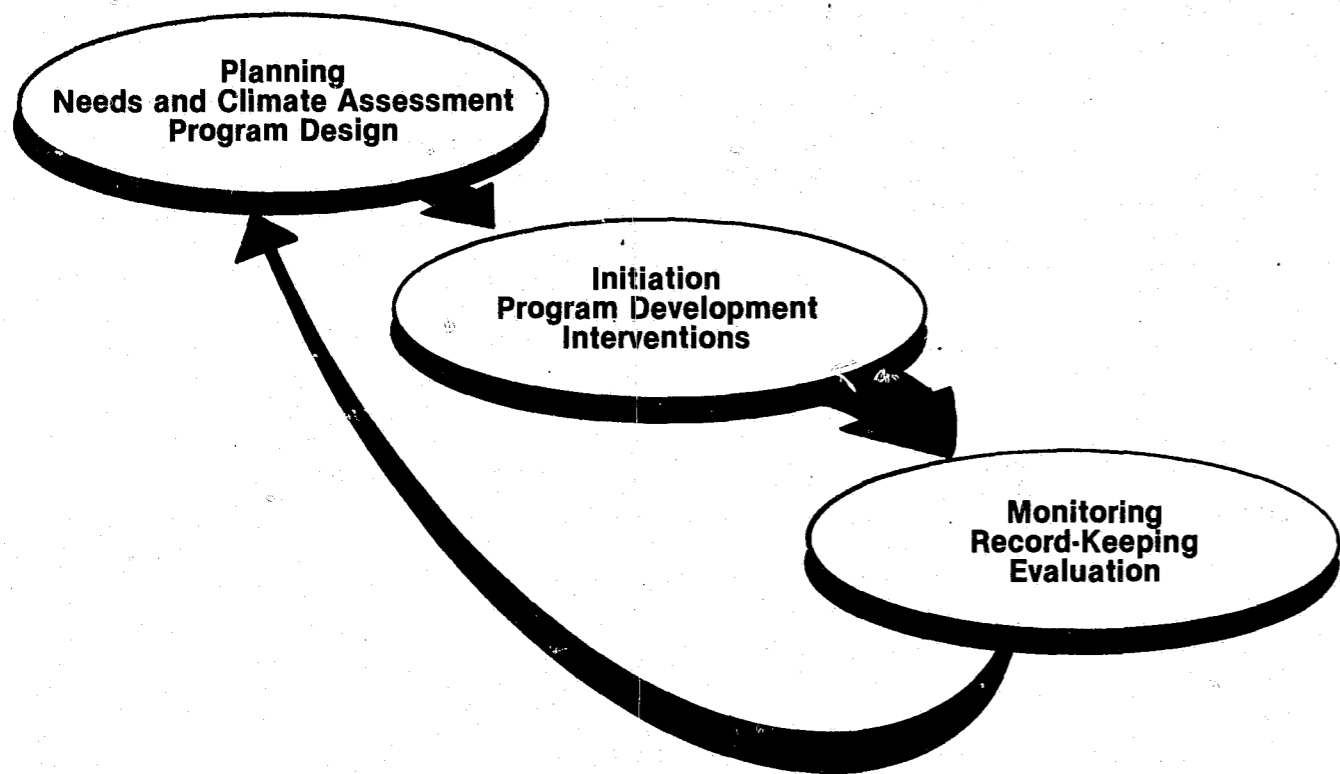 Planning
Needs and Climate Assessment
Program Design
Initiation
Program Development
Interventions
Monitoring
Record-Keeping
Evaluation